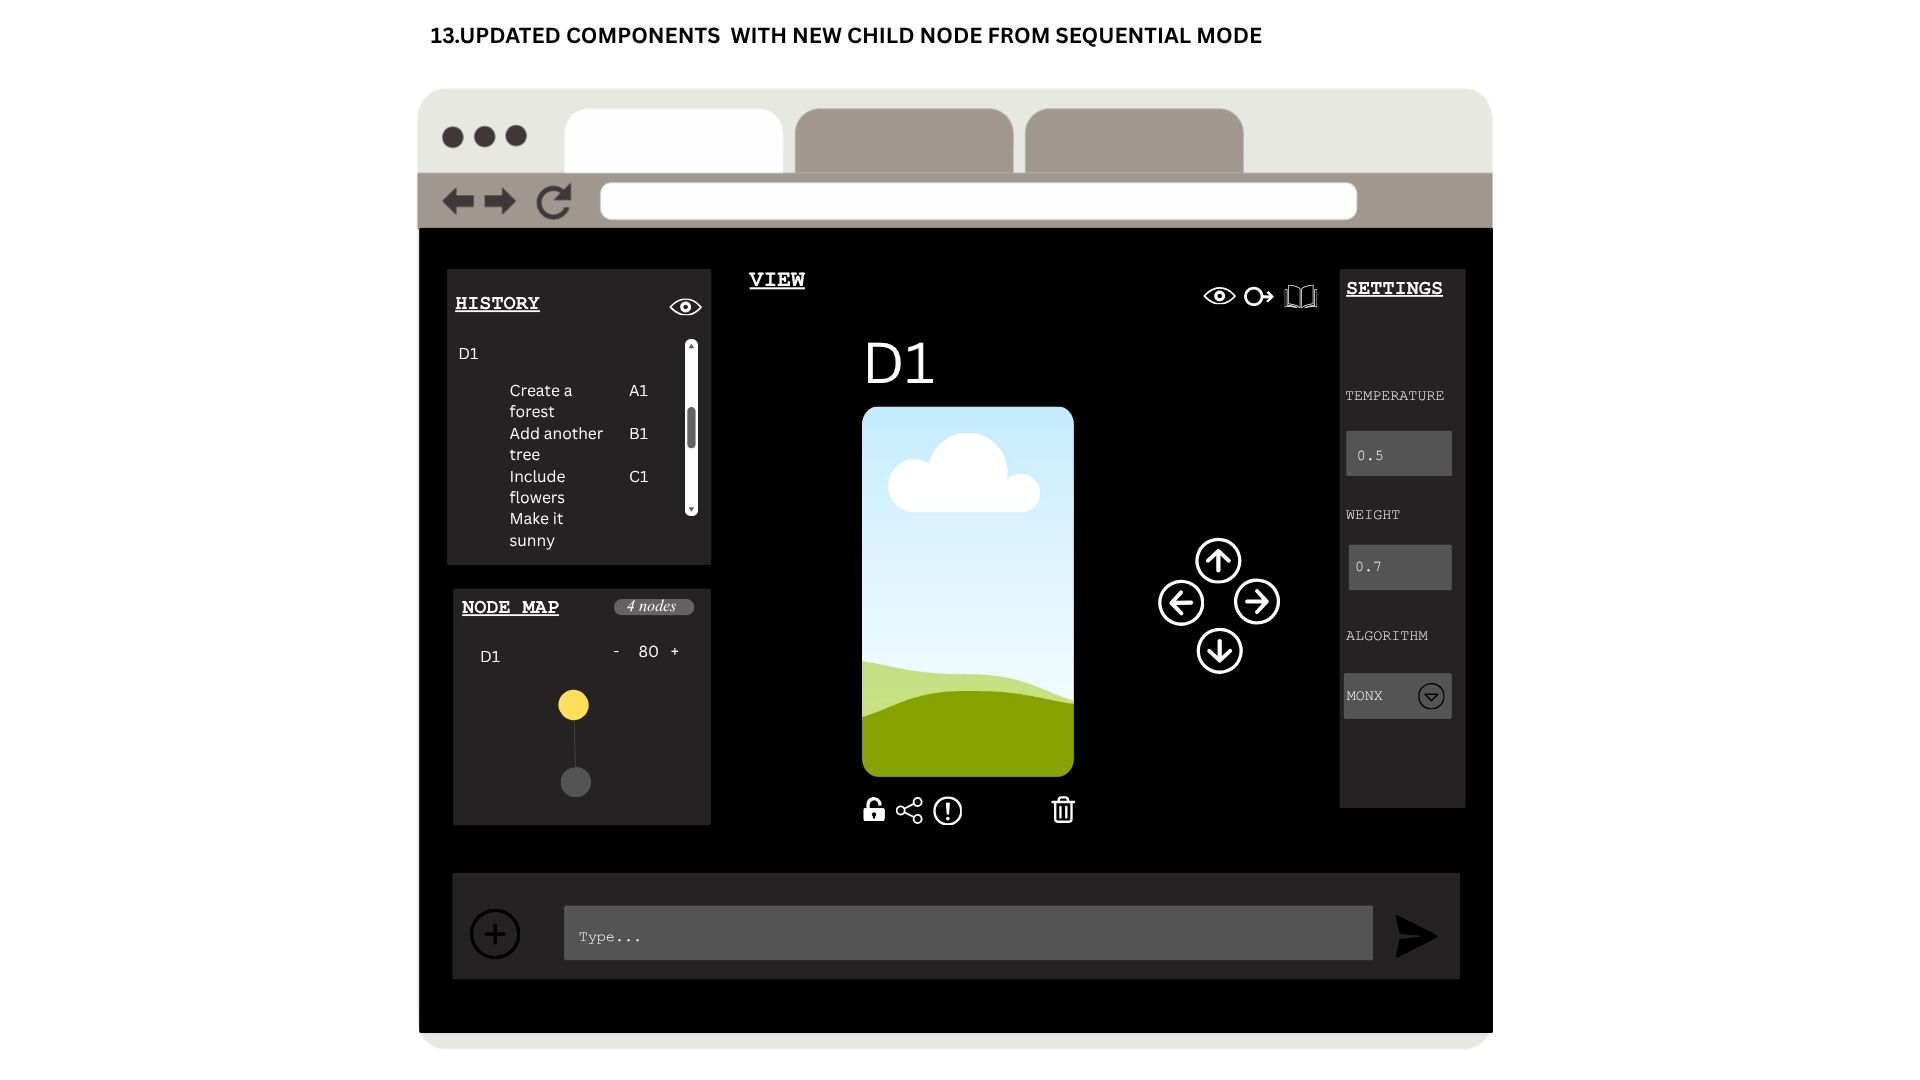 13.UPDATED COMPONENTS WITH NEW CHILD NODE FROM SEQUENTIAL MODE
HISTORY
D1
Create a A1
forest
Add another B1
tree
Include C1
flowers
Make it
sunny
NODE MAP 4 nodes
D1 - 80 +
VIEW
D1
SETTINGS
TEMPERATURE
0.5
WEIGHT
0.7
ALGORITHM
MONX
Type...